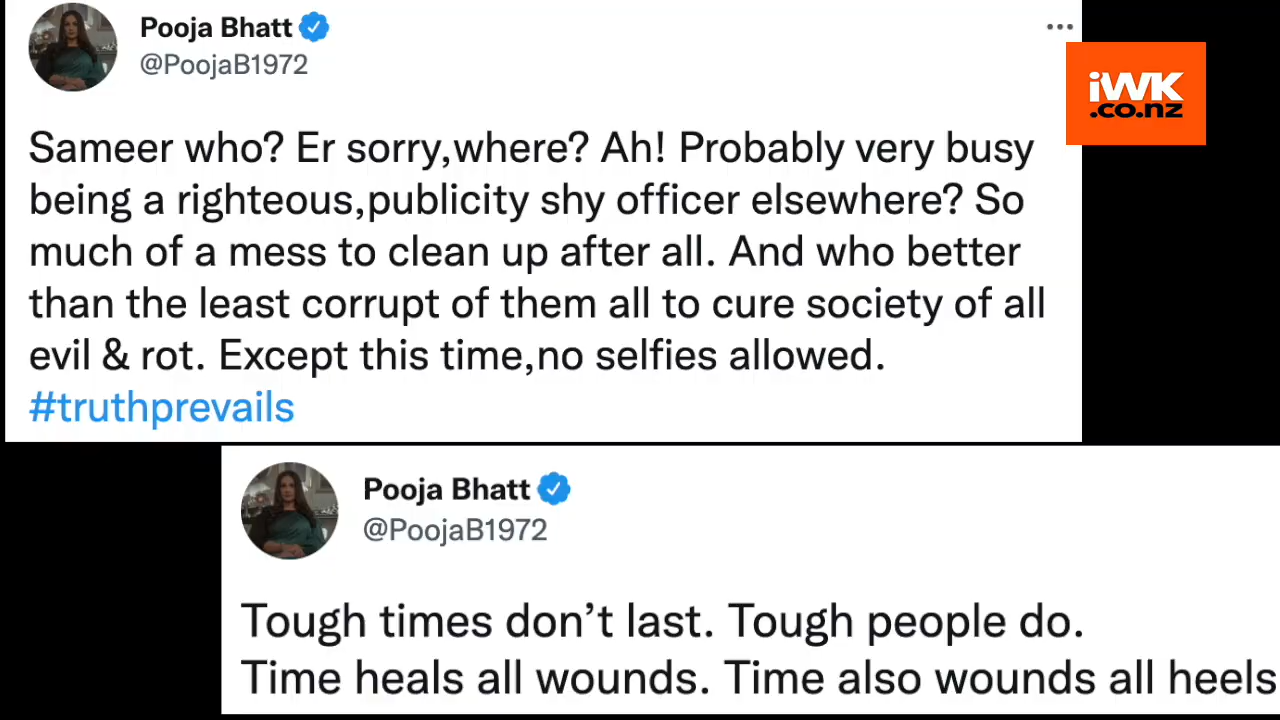 Pooja Bhatt
@PoojaB1972
iWK
.co.nz
Sameer who? Er sorry,where? Ah! Probably very busy
being a righteous,publicity shy officer elsewhere? So
much of a mess to clean up after all. And who better
than the least corrupt of them all to cure society of all
evil & rot. Except this time,no selfies allowed.
#truthprevails
Pooja Bhatt
@PoojaB1972
Tough times don’t last. Tough people do.
Time heals all wounds. Time also wounds all heels